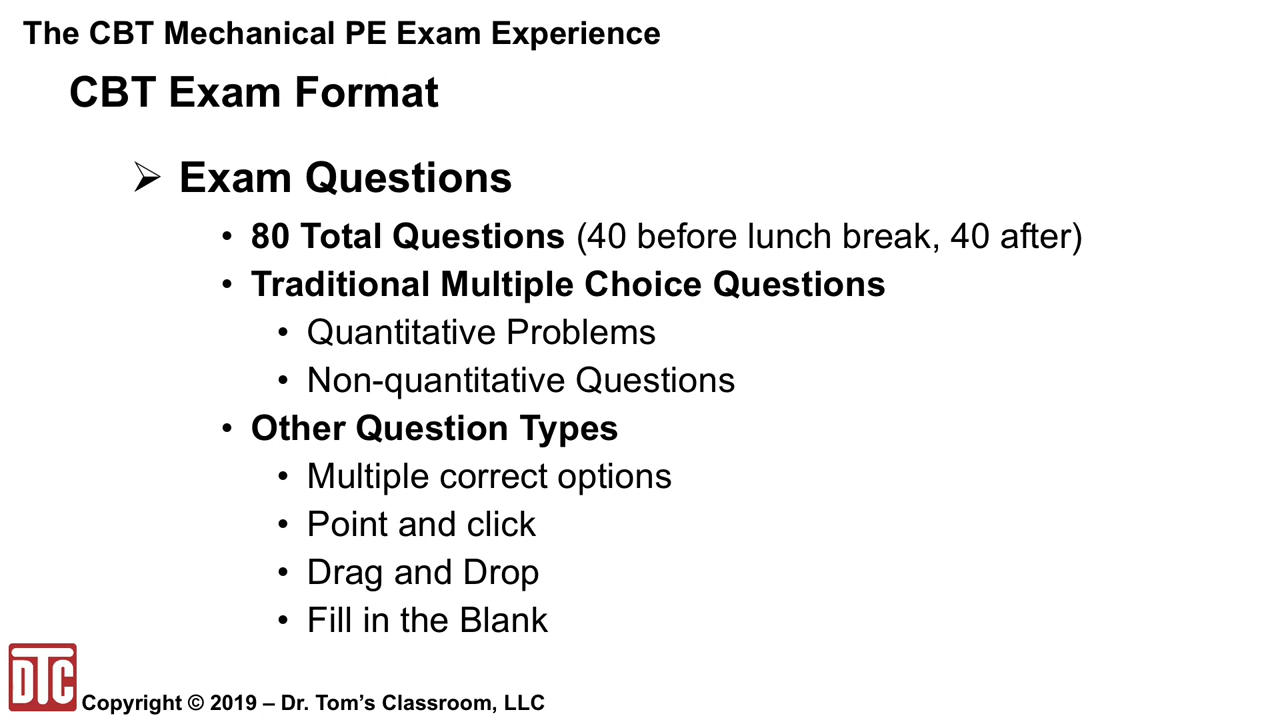 The CBT Mechanical PE Exam Experience
CBT Exam Format
➢ Exam Questions
• 80 Total Questions (40 before lunch break, 40 after)
• Traditional Multiple Choice Questions
• Quantitative Problems
• Non-quantitative Questions
• Other Question Types
• Multiple correct options
• Point and click
• Drag and Drop
• Fill in the Blank
DTC
Copyright © 2019 – Dr. Tom’s Classroom, LLC